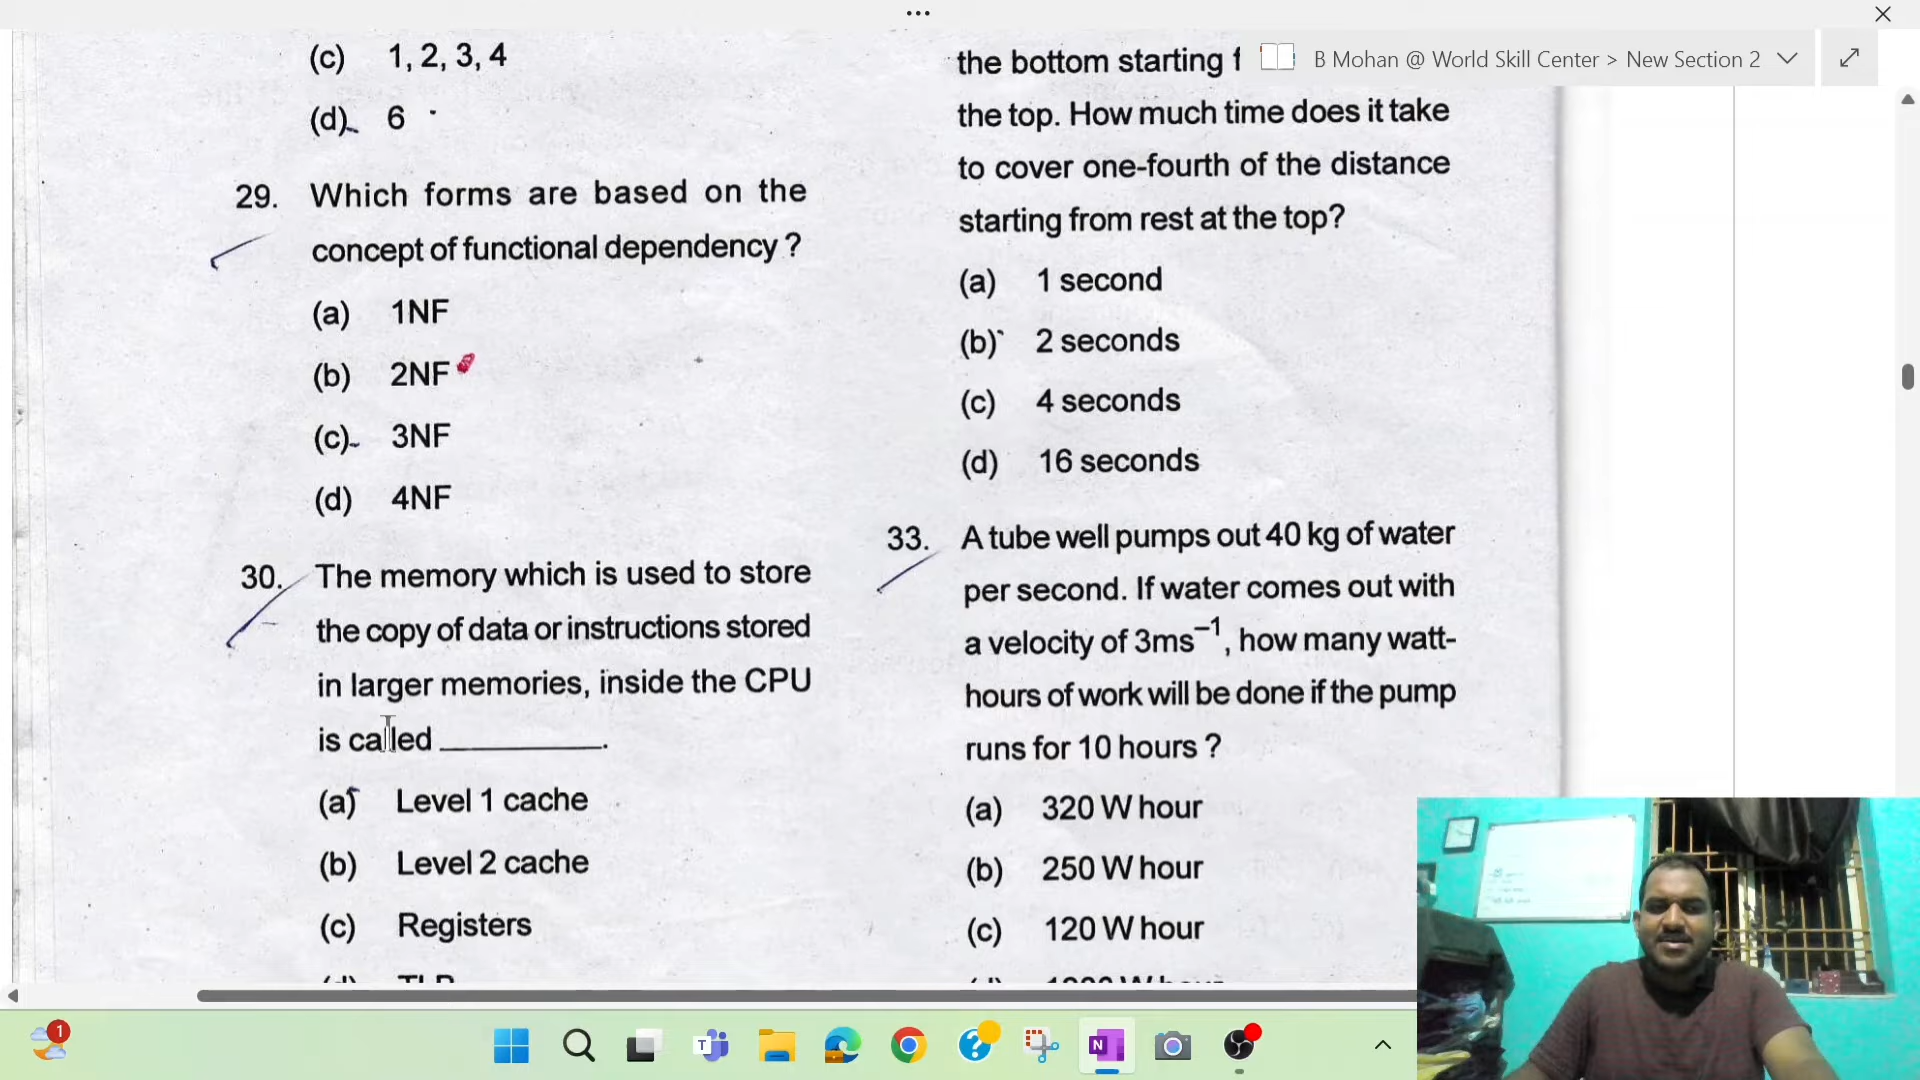 B Mohan @ World Skill Center > New Section 2
(c) 1, 2, 3, 4
(d) 6
29. Which forms are based on the
concept of functional dependency ?
(a) 1NF
(b) 2NF
(c) 3NF
(d) 4NF
30. The memory which is used to store
the copy of data or instructions stored
in larger memories, inside the CPU
is called __________.
(a) Level 1 cache
(b) Level 2 cache
(c) Registers
the bottom starting
the top. How much time does it take
to cover one-fourth of the distance
starting from rest at the top?
(a) 1 second
(b) 2 seconds
(c) 4 seconds
(d) 16 seconds
33. A tube well pumps out 40 kg of water
per second. If water comes out with
a velocity of 3ms⁻¹, how many watt-
hours of work will be done if the pump
runs for 10 hours ?
(a) 320 W hour
(b) 250 W hour
(c) 120 W hour
1